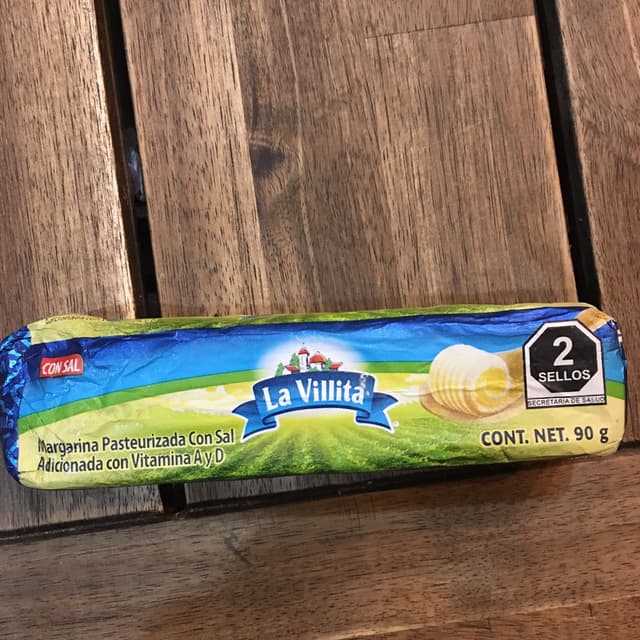 CON SAL
La Villita
Margarina Pasteurizada Con Sal
Adicionada con Vitamina A y D
2
SELLOS
SECRETARÍA DE SALUD
CONT. NET. 90 g